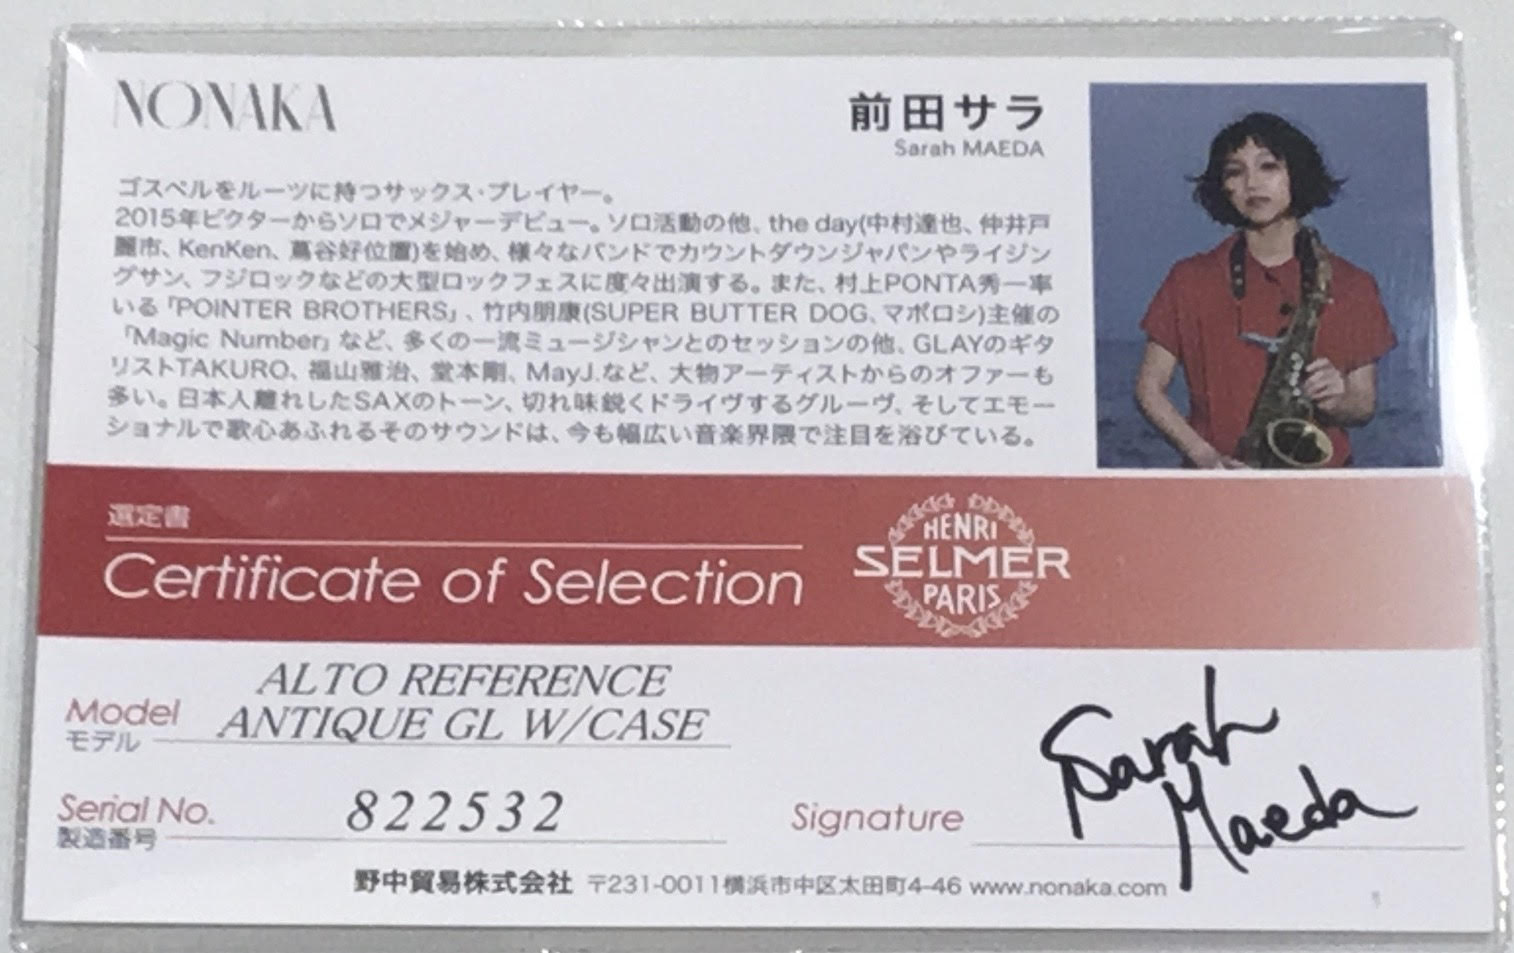 NONAKA
前田サラ
Sarah MAEDA
ゴスペルをルーツに持つサックス・プレイヤー。
2015年ビクターからソロでメジャーデビュー。ソロ活動の他、the day(中村達也、仲井戸
麗市、KenKen、蔦谷好位置)を始め、様々なバンドでカウントダウンジャパンやライジン
グサン、フジロックなどの大型ロックフェスに度々出演する。また、村上PONTA秀一率
いる「POINTER BROTHERS」、竹内朋康(SUPER BUTTER DOG、マボロシ)主催の
「Magic Number」など、多くの一流ミュージシャンとのセッションの他、GLAYのギタ
リストTAKURO、福山雅治、堂本剛、MayJ.など、大物アーティストからのオファーも
多い。日本人離れしたSAXのトーン、切れ味鋭くドライヴするグルーヴ、そしてエモー
ショナルで歌心あふれるそのサウンドは、今も幅広い音楽界隈で注目を浴びている。
選定書
Certificate of Selection
HENRI
SELMER
PARIS
ALTO REFERENCE
Model ANTIQUE GL W/CASE
モデル
Serial No. 822532
製造番号
Signature Sarah Maeda
野中貿易株式会社 〒231-0011横浜市中区太田町4-46 www.nonaka.com